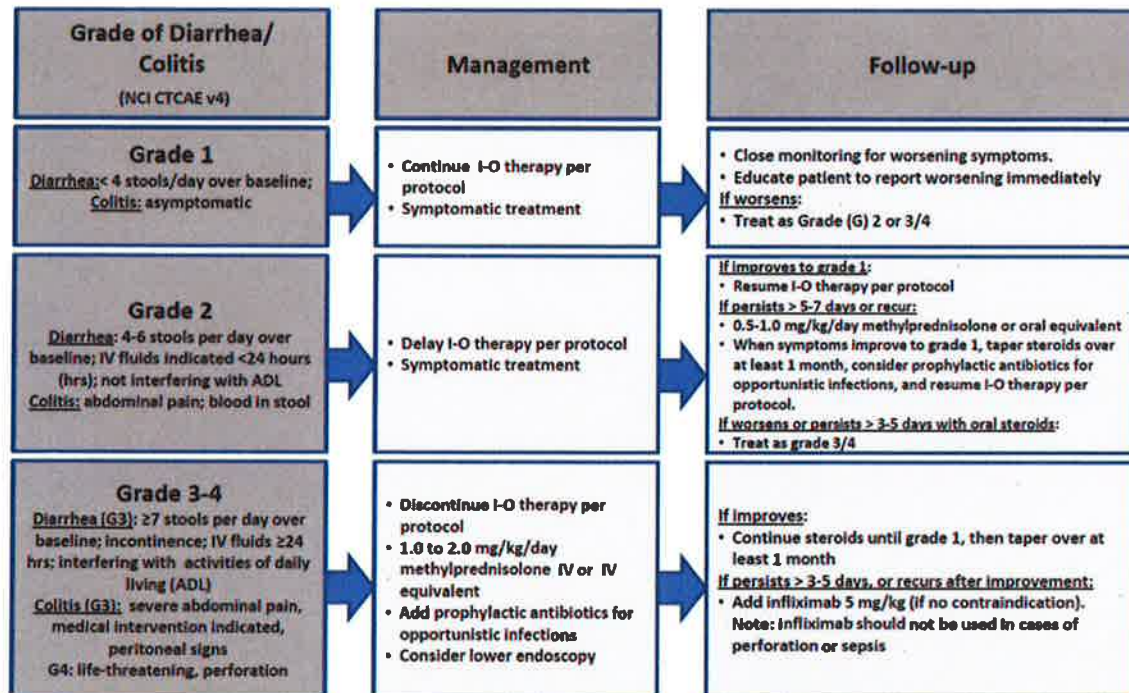 Grade of Diarrhea/
Colitis
(NCI CTCAE v4)
Management
Follow-up
Grade 1
Diarrhea:< 4 stools/day over baseline;
Colitis: asymptomatic
• Continue I-O therapy per
protocol
• Symptomatic treatment
• Close monitoring for worsening symptoms.
• Educate patient to report worsening immediately
If worsens:
• Treat as Grade (G) 2 or 3/4
Grade 2
Diarrhea: 4-6 stools per day over
baseline; IV fluids indicated <24 hours
(hrs); not interfering with ADL
Colitis: abdominal pain; blood in stool
• Delay I-O therapy per protocol
• Symptomatic treatment
If improves to grade 1:
• Resume I-O therapy per protocol
If persists > 5-7 days or recur:
• 0.5-1.0 mg/kg/day methylprednisolone or oral equivalent
• When symptoms improve to grade 1, taper steroids over
at least 1 month, consider prophylactic antibiotics for
opportunistic infections, and resume I-O therapy per
protocol.
If worsens or persists > 3-5 days with oral steroids:
• Treat as grade 3/4
Grade 3-4
Diarrhea (G3): ≥7 stools per day over
baseline; incontinence; IV fluids ≥24
hrs; interfering with activities of daily
living (ADL)
Colitis (G3): severe abdominal pain,
medical intervention indicated,
peritoneal signs
G4: life-threatening, perforation
• Discontinue I-O therapy per
protocol
• 1.0 to 2.0 mg/kg/day
methylprednisolone IV or IV
equivalent
• Add prophylactic antibiotics for
opportunistic infections
• Consider lower endoscopy
If improves:
• Continue steroids until grade 1, then taper over at
least 1 month
If persists > 3-5 days, or recurs after improvement:
• Add infliximab 5 mg/kg (if no contraindication).
Note: infliximab should not be used in cases of
perforation or sepsis